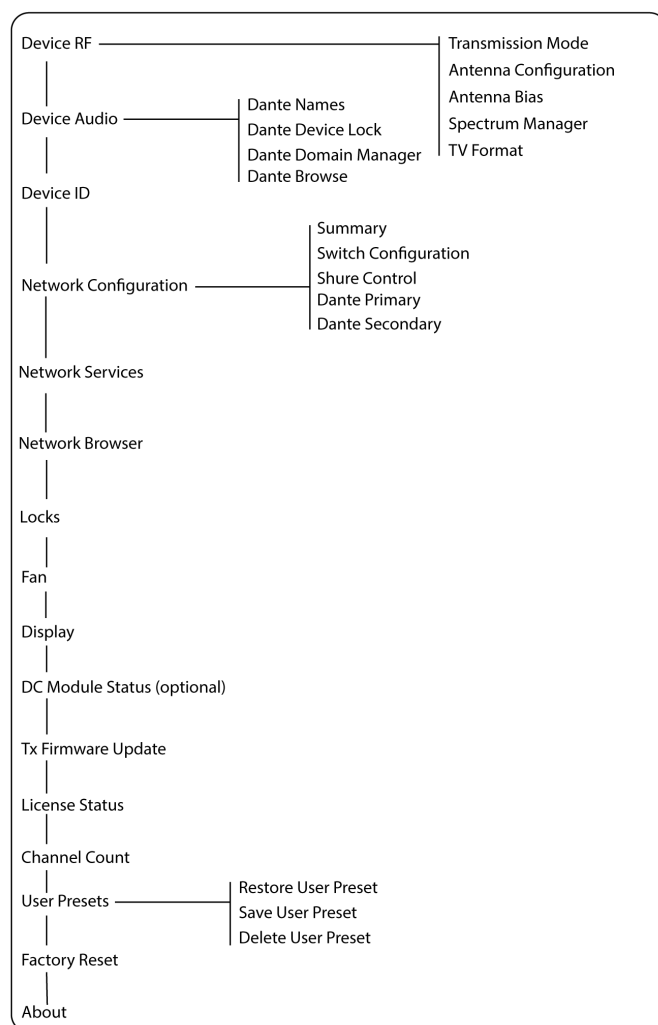 Device RF
Transmission Mode
Antenna Configuration
Antenna Bias
Spectrum Manager
TV Format
Device Audio
Dante Names
Dante Device Lock
Dante Domain Manager
Dante Browse
Device ID
Network Configuration
Summary
Switch Configuration
Shure Control
Dante Primary
Dante Secondary
Network Services
Network Browser
Locks
Fan
Display
DC Module Status (optional)
Tx Firmware Update
License Status
Channel Count
User Presets
Restore User Preset
Save User Preset
Delete User Preset
Factory Reset
About